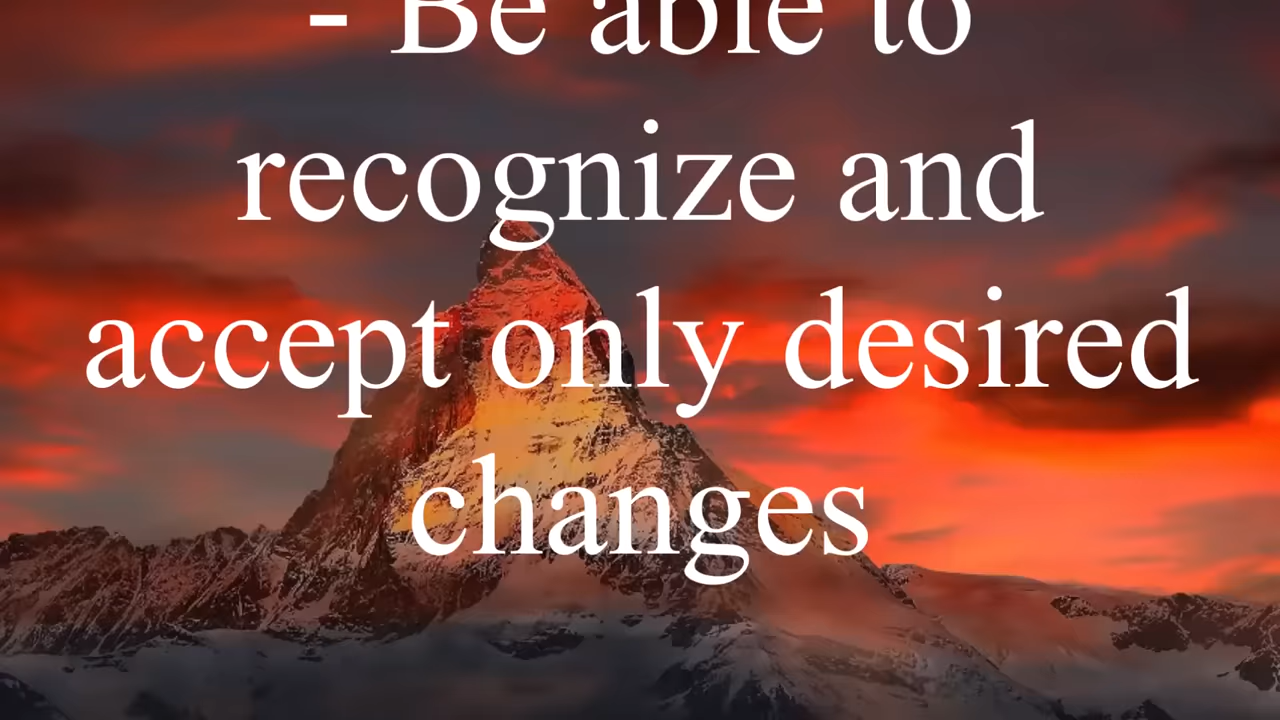 - Be able to
recognize and
accept only desired
changes